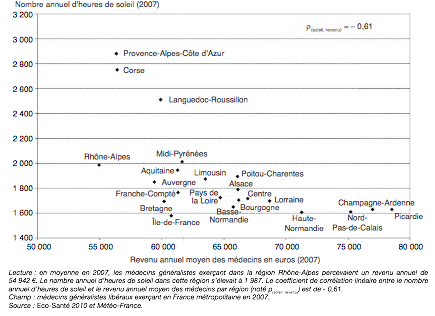 Nombre annuel d'heures de soleil (2007)
3 200
ρ(soleil, revenu) = – 0,61
3 000
Provence-Alpes-Côte d'Azur
2 800
Corse
2 600
Languedoc-Roussillon
2 400
2 200
Midi-Pyrénées
Rhône-Alpes
2 000
Aquitaine
Limousin
Poitou-Charentes
Auvergne
Alsace
1 800
Franche-Compté
Pays de
la Loire
Centre
Lorraine
Champagne-Ardenne
Bretagne
Basse-
Normandie
Bourgogne
1 600
Île-de-France
Haute-
Normandie
Nord-
Pas-de-Calais
Picardie
1 400
50 000 55 000 60 000 65 000 70 000 75 000 80 000
Revenu annuel moyen des médecins en euros (2007)
Lecture : en moyenne en 2007, les médecins généralistes exerçant dans la région Rhône-Alpes percevaient un revenu annuel de
54 942 €. Le nombre annuel d'heures de soleil dans cette région s'élevait à 1 987. Le coefficient de corrélation linéaire entre le nombre
annuel d'heures de soleil et le revenu annuel moyen des médecins par région (noté ρ(soleil, revenu)) est de - 0,61.
Champ : médecins généralistes libéraux exerçant en France métropolitaine en 2007.
Source : Eco-Santé 2010 et Météo-France.